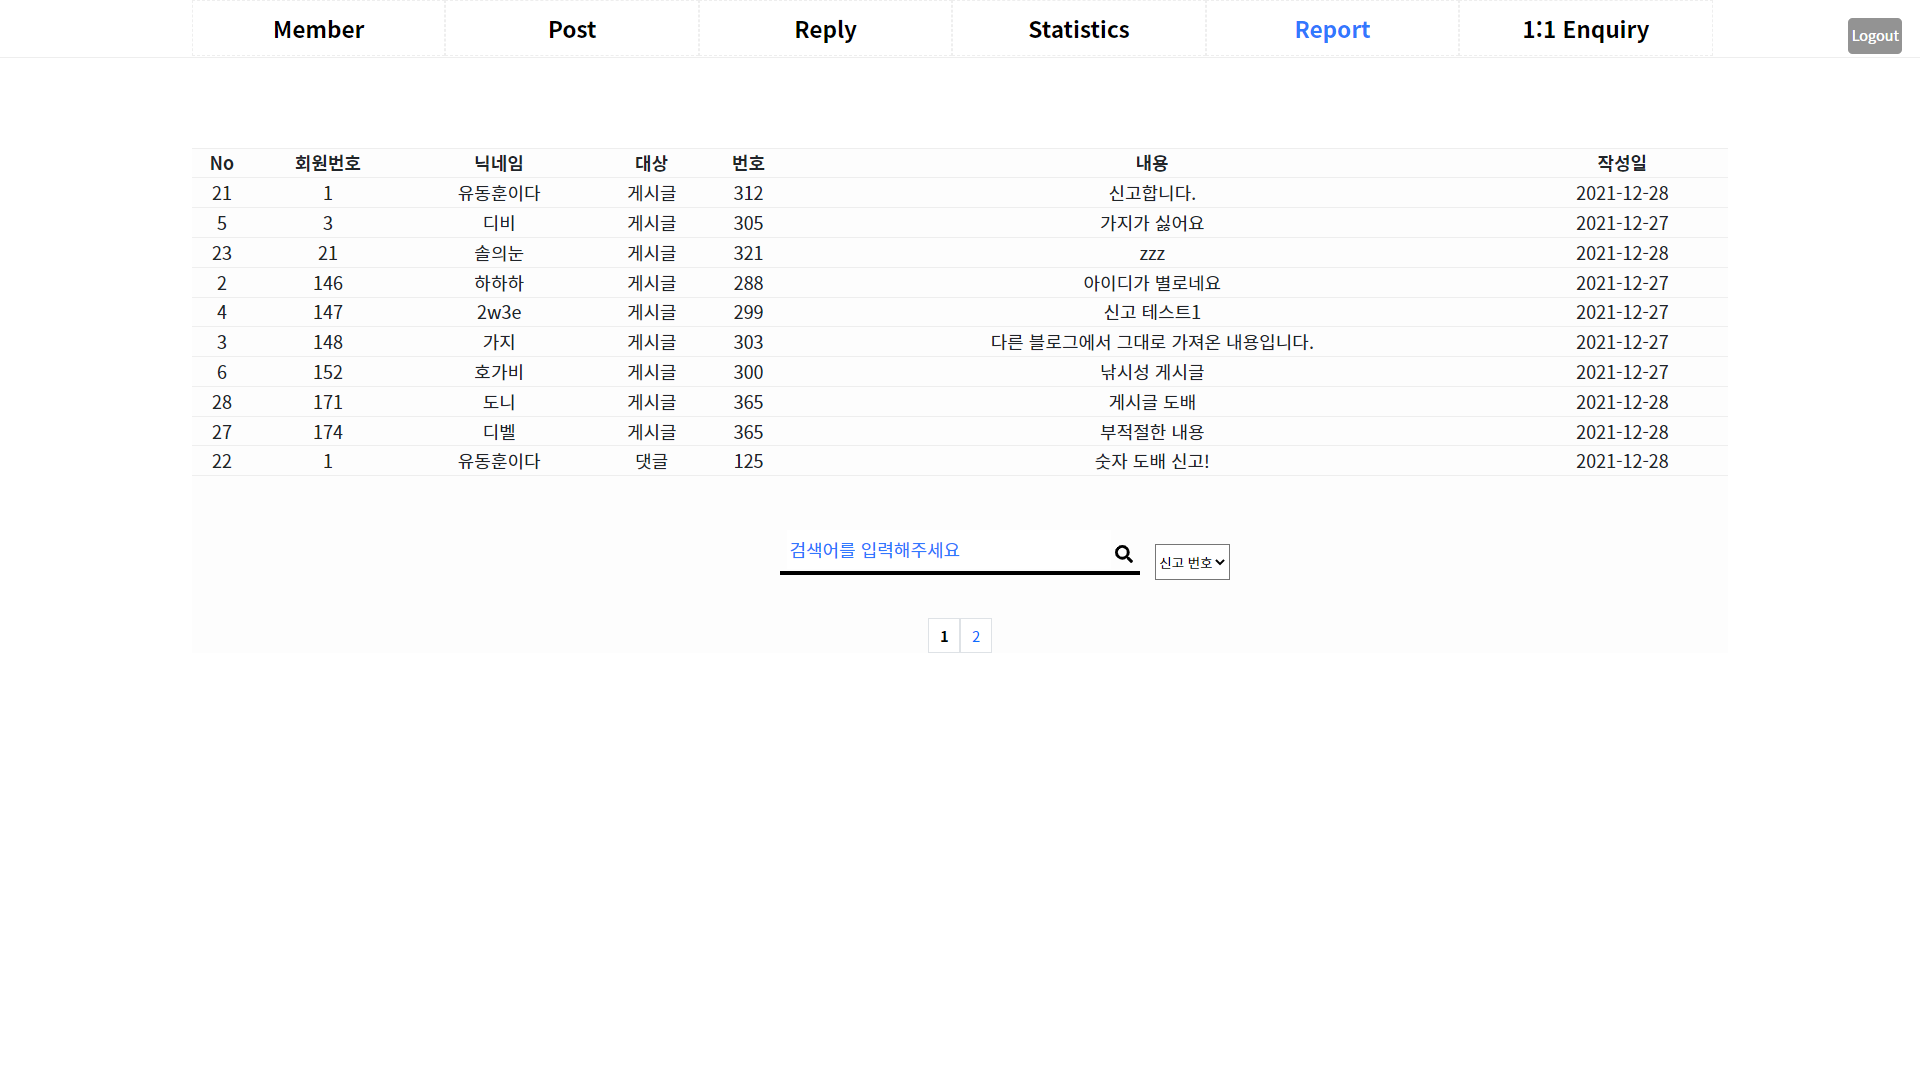 Member Post Reply Statistics Report 1:1 Enquiry Logout
No 회원번호 닉네임 대상 번호 내용 작성일
21 1 유동훈이다 게시글 312 신고합니다. 2021-12-28
5 3 디비 게시글 305 가지가 싫어요 2021-12-27
23 21 솔의눈 게시글 321 zzz 2021-12-28
2 146 하하하 게시글 288 아이디가 별로네요 2021-12-27
4 147 2w3e 게시글 299 신고 테스트1 2021-12-27
3 148 가지 게시글 303 다른 블로그에서 그대로 가져온 내용입니다. 2021-12-27
6 152 호가비 게시글 300 낚시성 게시글 2021-12-27
28 171 도니 게시글 365 게시글 도배 2021-12-28
27 174 디벨 게시글 365 부적절한 내용 2021-12-28
22 1 유동훈이다 댓글 125 숫자 도배 신고! 2021-12-28
검색어를 입력해주세요 신고 번호
1 2